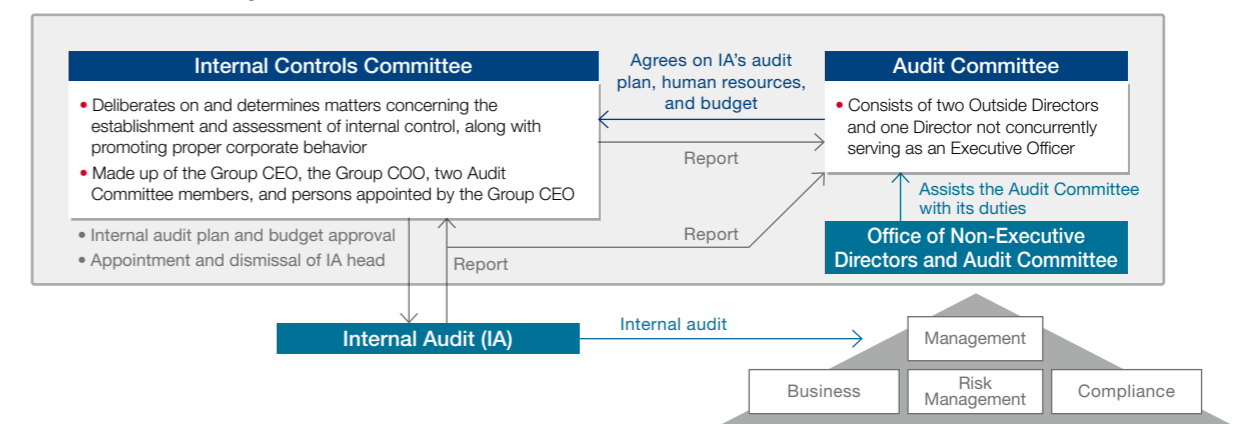 Internal Controls Committee
• Deliberates on and determines matters concerning the
establishment and assessment of internal control, along with
promoting proper corporate behavior
• Made up of the Group CEO, the Group COO, two Audit
Committee members, and persons appointed by the Group CEO
Agrees on IA's audit
plan, human resources,
and budget
Report
Audit Committee
• Consists of two Outside Directors
and one Director not concurrently
serving as an Executive Officer
Assists the Audit Committee
with its duties
Office of Non-Executive
Directors and Audit Committee
• Internal audit plan and budget approval
• Appointment and dismissal of IA head
Report
Report
Internal Audit (IA)
Internal audit
Management
Business
Risk
Management
Compliance